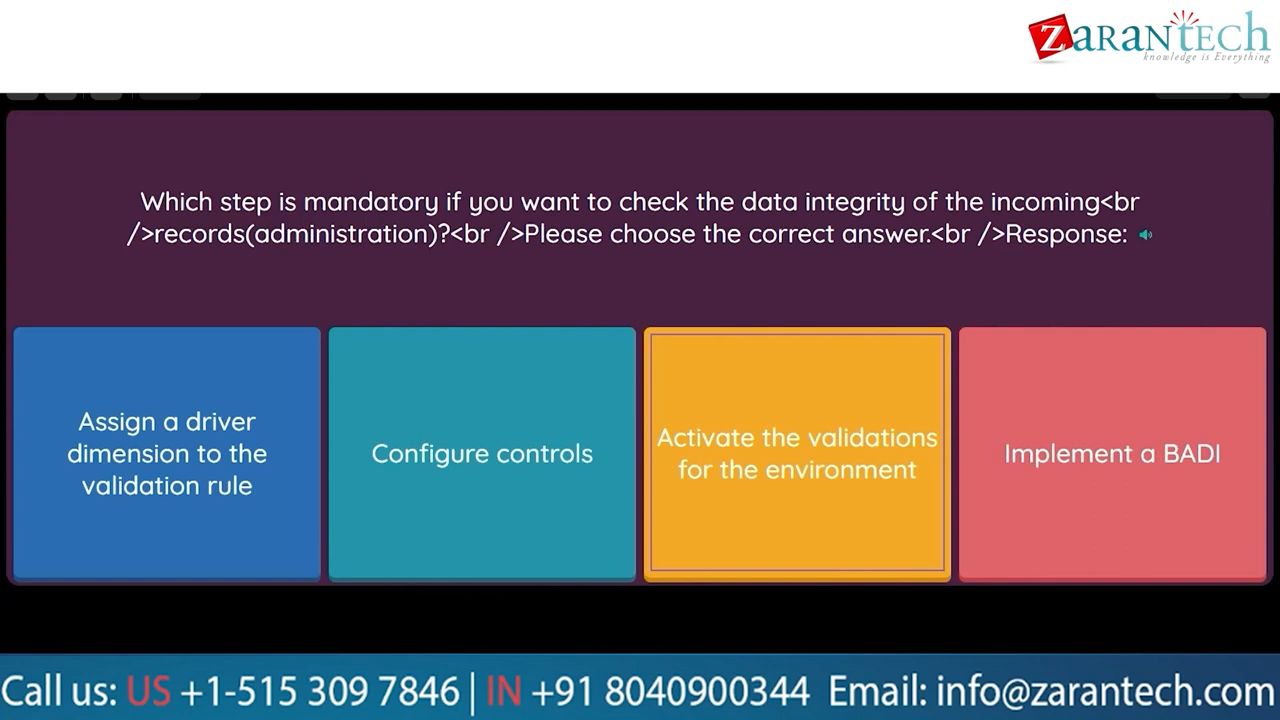 ZARANTECH
knowledge is Everything
Which step is mandatory if you want to check the data integrity of the incoming<br
/>records(administration)?<br />Please choose the correct answer.<br />Response:
Assign a driver
dimension to the
validation rule
Configure controls
Activate the validations
for the environment
Implement a BADI
Call us: US +1-515 309 7846 | IN +91 8040900344 Email: info@zarantech.com